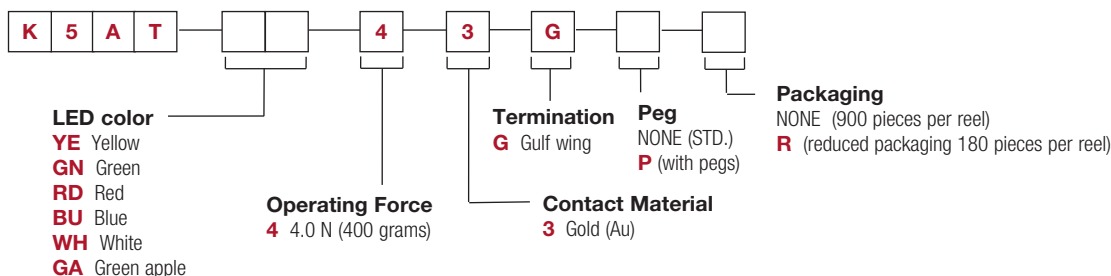 K 5 A T 4 3 G
LED color
YE Yellow
GN Green
RD Red
BU Blue
WH White
GA Green apple
Operating Force
4 4.0 N (400 grams)
Contact Material
3 Gold (Au)
Termination
G Gulf wing
Peg
NONE (STD.)
P (with pegs)
Packaging
NONE (900 pieces per reel)
R (reduced packaging 180 pieces per reel)